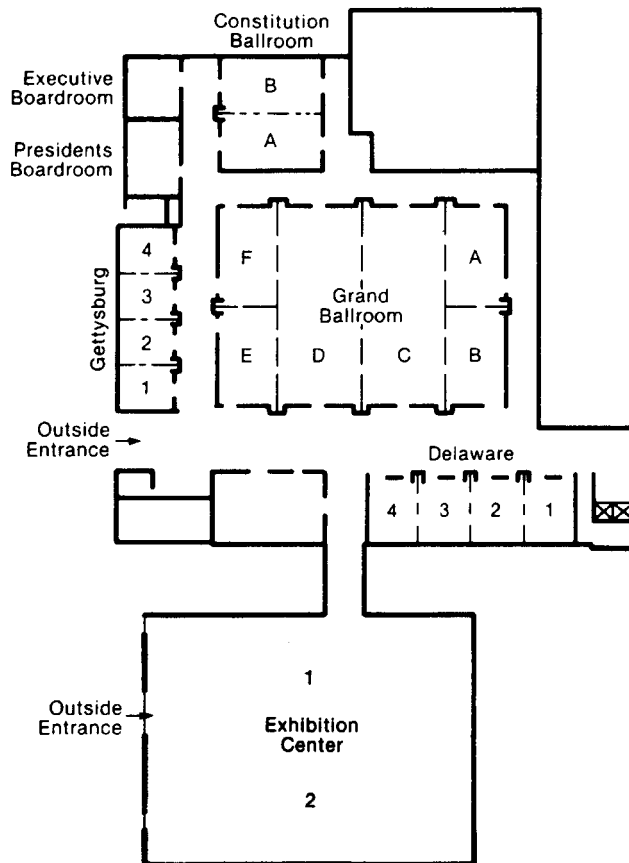 Constitution
Ballroom
Executive
Boardroom
B
A
Presidents
Boardroom
4
3
2
1
Gettysburg
F
A
Grand
Ballroom
E
D
C
B
Outside
Entrance
Delaware
4
3
2
1
1
Outside
Entrance
Exhibition
Center
2